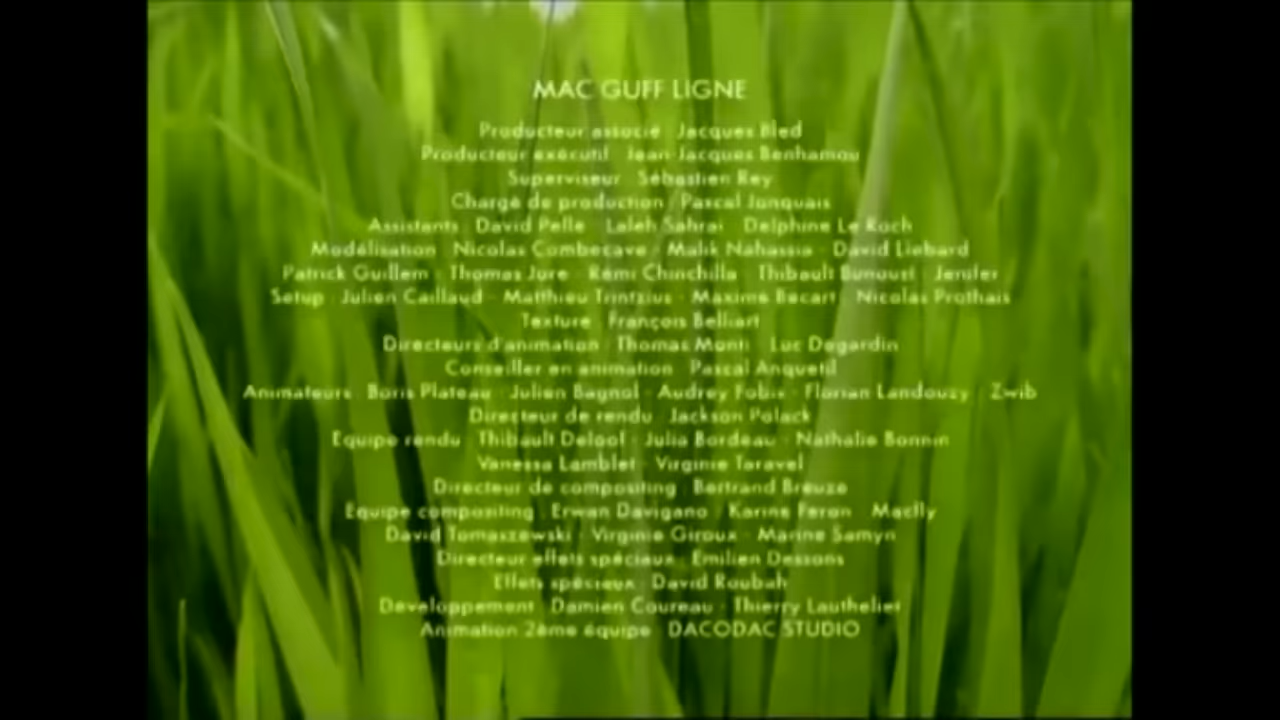 MAC GUFF LIGNE
Producteur associé · Jacques Bled
Producteur exécutif · Jean-Jacques Benhamou
Superviseur · Sébastien Rey
Chargé de production · Pascal Jonquais
Assistants · David Pelle · Laleh Sahrai · Delphine Le Roch
Modélisation · Nicolas Combecave · Malik Nahassia · David Liebard
Patrick Guillem · Thomas Jure · Rémi Chinchilla · Thibault Bunoust · Jenifer
Setup · Julien Caillaud · Matthieu Trintzius · Maxime Becart · Nicolas Prothais
Texture · François Belliart
Directeurs d'animation · Thomas Monti · Luc Degardin
Conseiller en animation · Pascal Anquetil
Animateurs · Boris Plateau · Julien Bagnol · Audrey Fobis · Florian Landouzy · Zwib
Directeur de rendu · Jackson Polack
Equipe rendu · Thibault Deloof · Julia Bordeau · Nathalie Bonnin
Vanessa Lamblet · Virginie Taravel
Directeur de compositing · Bertrand Breuze
Equipe compositing · Erwan Davigano · Karine Feron · Maclly
David Tomaszewski · Virginie Giroux · Marine Samyn
Directeur effets spéciaux · Emilien Dessons
Effets spéciaux · David Roubah
Développement · Damien Coureau · Thierry Lauthelier
Animation 2ème équipe · DACODAC STUDIO